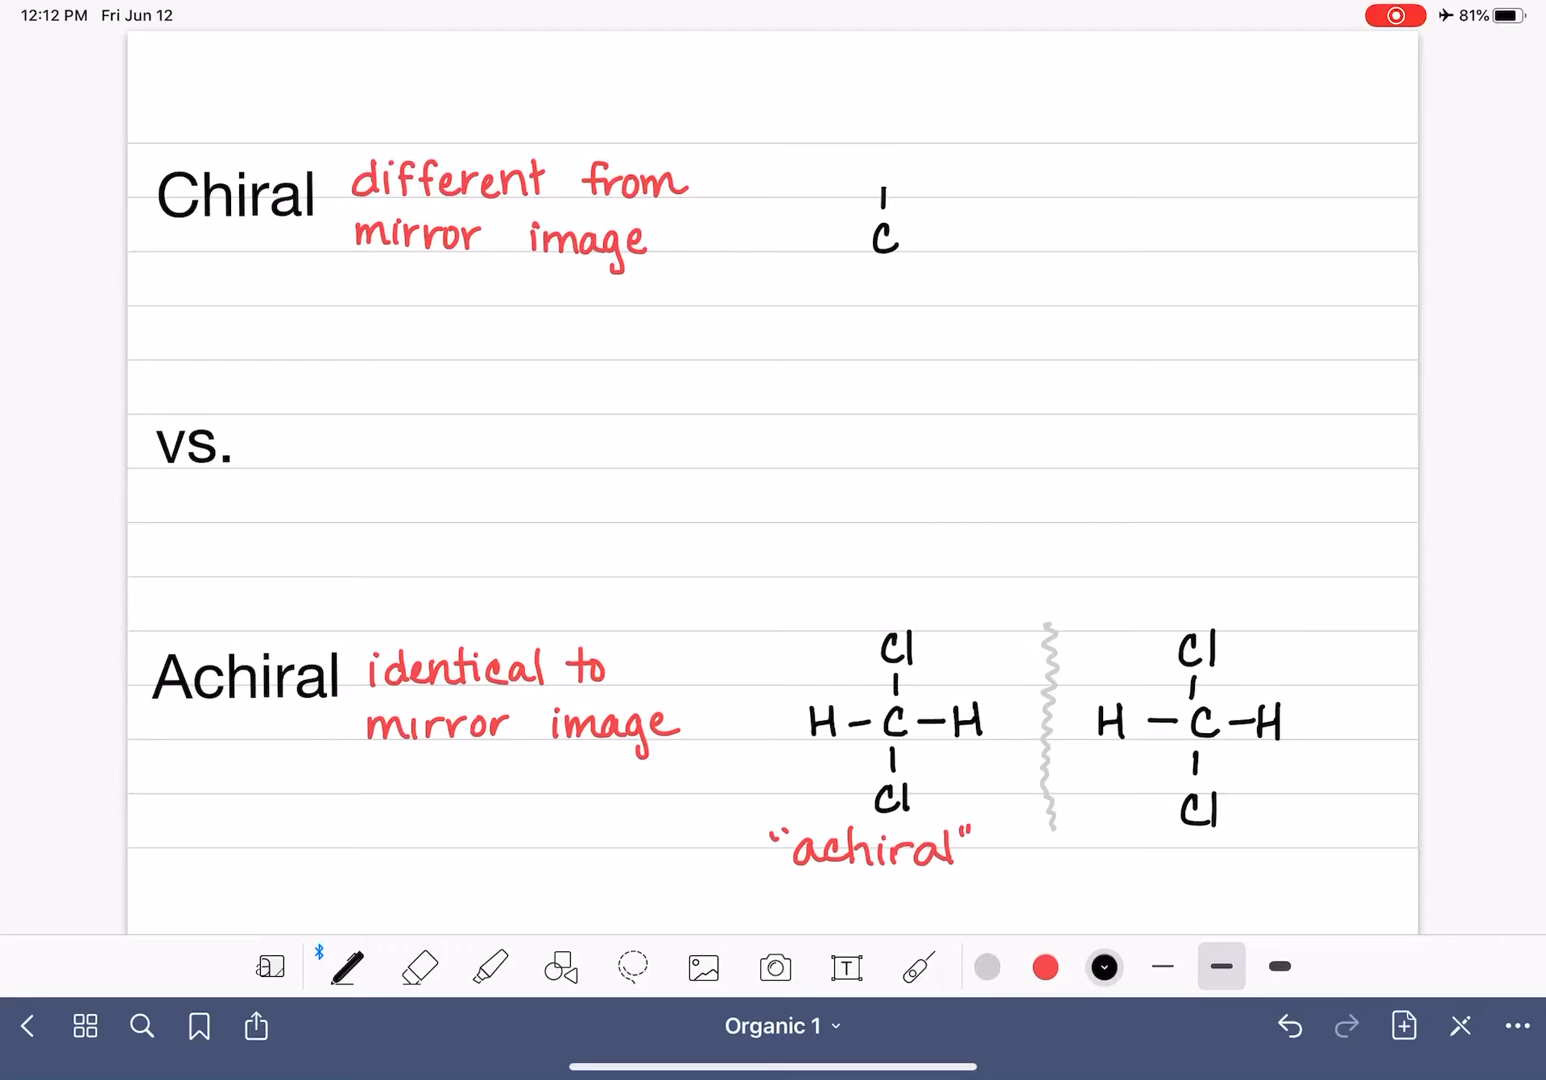 12:12 PM Fri Jun 12
81%
Chiral different from
mirror image
C
vs.
Achiral identical to
mirror image
Cl Cl
H-C-H H-C-H
Cl Cl
"achiral"
T
Organic 1